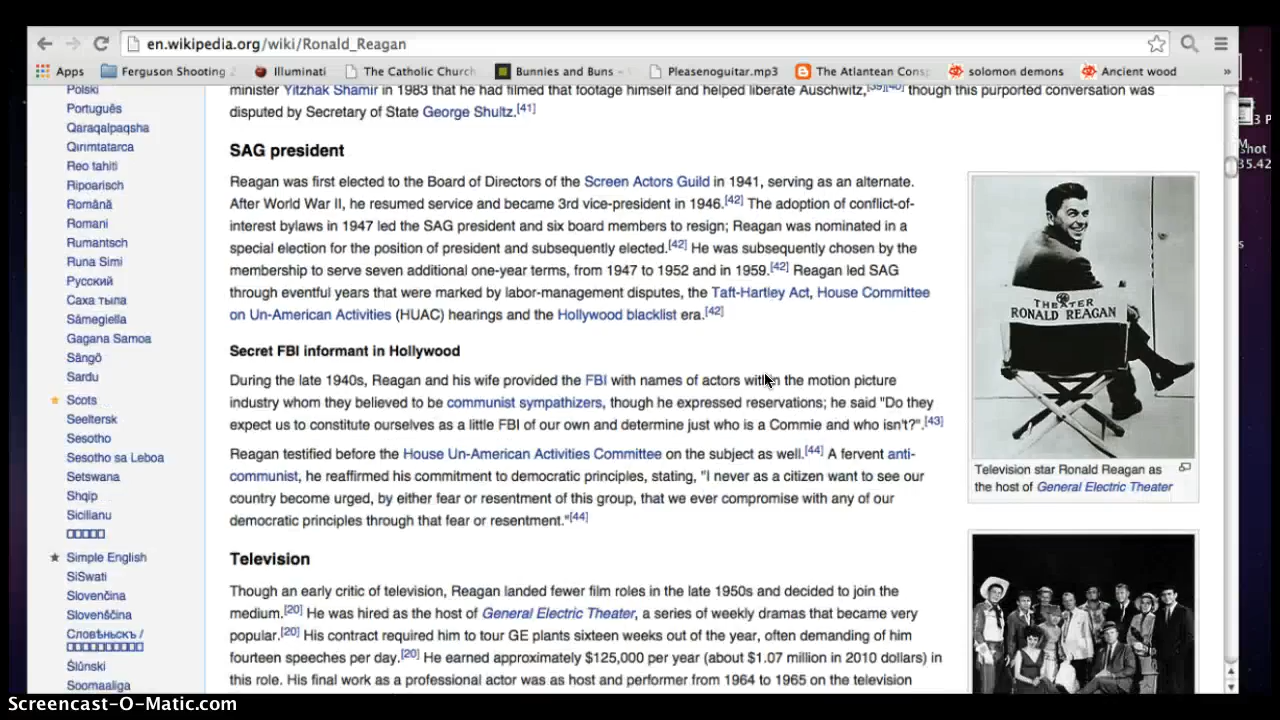 en.wikipedia.org/wiki/Ronald_Reagan
Apps Ferguson Shooting Illuminati The Catholic Churc Bunnies and Buns - Pleasenoguitar.mp3 The Atlantean Cons solomon demons Ancient wood »
Polski
Português
Qaraqalpaqsha
Qırımtatarca
Reo tahiti
Ripoarisch
Română
Romani
Rumantsch
Runa Simi
Русский
Саха тыла
Sámegiella
Gagana Samoa
Sängö
Sardu
Scots
Seeltersk
Sesotho
Sesotho sa Leboa
Setswana
Shqip
Sicilianu
Simple English
SiSwati
Slovenčina
Slovenščina
Словѣньскъ /
Ślůnski
Soomaaliga
minister Yitzhak Shamir in 1983 that he had filmed that footage himself and helped liberate Auschwitz,[39][40] though this purported conversation was
disputed by Secretary of State George Shultz.[41]
SAG president
Reagan was first elected to the Board of Directors of the Screen Actors Guild in 1941, serving as an alternate.
After World War II, he resumed service and became 3rd vice-president in 1946.[42] The adoption of conflict-of-
interest bylaws in 1947 led the SAG president and six board members to resign; Reagan was nominated in a
special election for the position of president and subsequently elected.[42] He was subsequently chosen by the
membership to serve seven additional one-year terms, from 1947 to 1952 and in 1959.[42] Reagan led SAG
through eventful years that were marked by labor-management disputes, the Taft-Hartley Act, House Committee
on Un-American Activities (HUAC) hearings and the Hollywood blacklist era.[42]
Secret FBI informant in Hollywood
During the late 1940s, Reagan and his wife provided the FBI with names of actors within the motion picture
industry whom they believed to be communist sympathizers, though he expressed reservations; he said "Do they
expect us to constitute ourselves as a little FBI of our own and determine just who is a Commie and who isn't?".[43]
Reagan testified before the House Un-American Activities Committee on the subject as well.[44] A fervent anti-
communist, he reaffirmed his commitment to democratic principles, stating, "I never as a citizen want to see our
country become urged, by either fear or resentment of this group, that we ever compromise with any of our
democratic principles through that fear or resentment."[44]
Television
Though an early critic of television, Reagan landed fewer film roles in the late 1950s and decided to join the
medium.[20] He was hired as the host of General Electric Theater, a series of weekly dramas that became very
popular.[20] His contract required him to tour GE plants sixteen weeks out of the year, often demanding of him
fourteen speeches per day.[20] He earned approximately $125,000 per year (about $1.07 million in 2010 dollars) in
this role. His final work as a professional actor was as host and performer from 1964 to 1965 on the television
THEATER
RONALD REAGAN
Television star Ronald Reagan as
the host of General Electric Theater
3 P
shot
35.42
Screencast-O-Matic.com